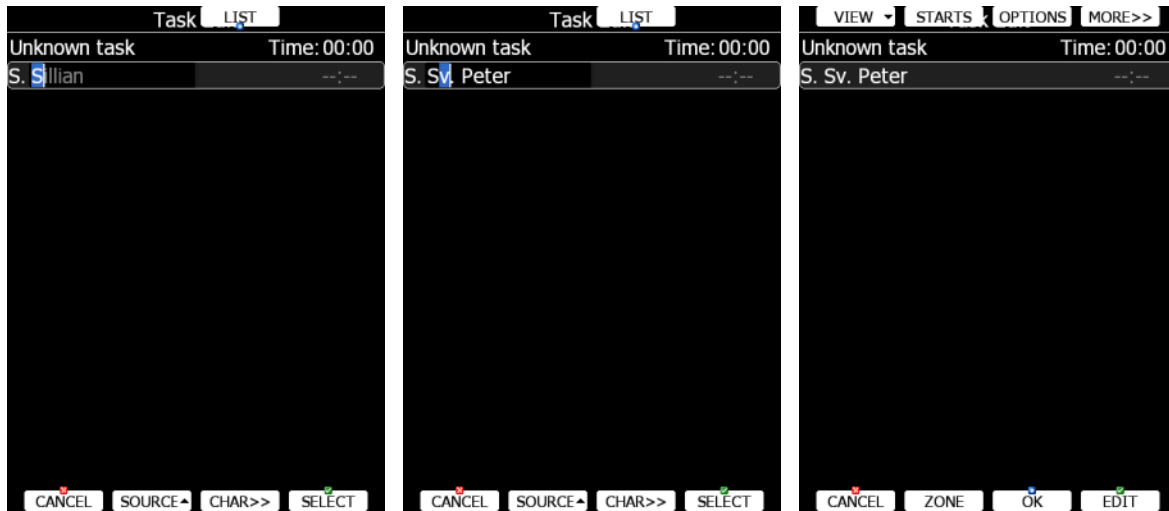 Task LIST
Unknown task Time: 00:00
S. Sillian --:--
CANCEL SOURCE CHAR>> SELECT
Task LIST
Unknown task Time: 00:00
S. Sv. Peter --:--
CANCEL SOURCE CHAR>> SELECT
VIEW STARTS OPTIONS MORE>>
Unknown task Time: 00:00
S. Sv. Peter --:--
CANCEL ZONE OK EDIT